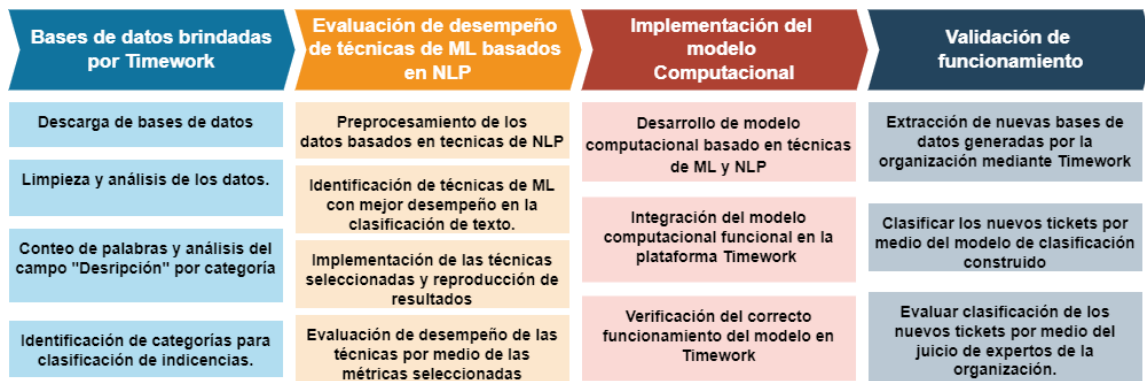 Bases de datos brindadas
por Timework
Descarga de bases de datos
Limpieza y análisis de los datos.
Conteo de palabras y análisis del
campo "Desripción" por categoría
Identificación de categorías para
clasificación de indicencias.
Evaluación de desempeño
de técnicas de ML basados
en NLP
Preprocesamiento de los
datos basados en tecnicas de NLP
Identificación de técnicas de ML
con mejor desempeño en la
clasificación de texto.
Implementación de las técnicas
seleccionadas y reproducción de
resultados
Evaluación de desempeño de las
técnicas por medio de las
métricas seleccionadas
Implementación del
modelo
Computacional
Desarrollo de modelo
computacional basado en técnicas
de ML y NLP
Integración del modelo
computacional funcional en la
plataforma Timework
Verificación del correcto
funcionamiento del modelo en
Timework
Validación de
funcionamiento
Extracción de nuevas bases de
datos generadas por la
organización mediante Timework
Clasificar los nuevos tickets por
medio del modelo de clasificación
construido
Evaluar clasificación de los
nuevos tickets por medio del
juicio de expertos de la
organización.